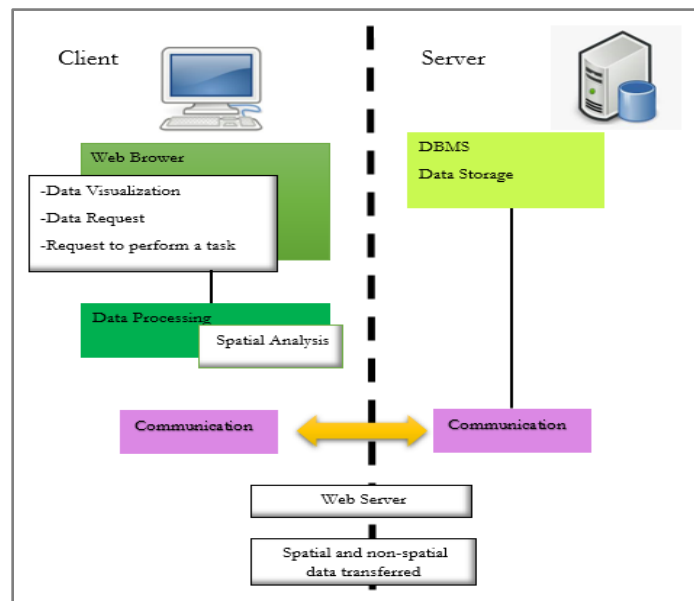 Client
Server
Web Brower
-Data Visualization
-Data Request
-Request to perform a task
Data Processing
Spatial Analysis
DBMS
Data Storage
Communication
Communication
Web Server
Spatial and non-spatial
data transferred